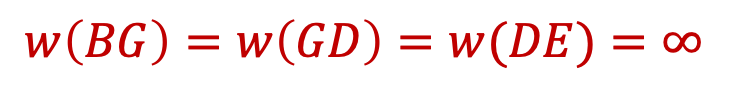 w(BG) = w(GD) = w(DE) = ∞